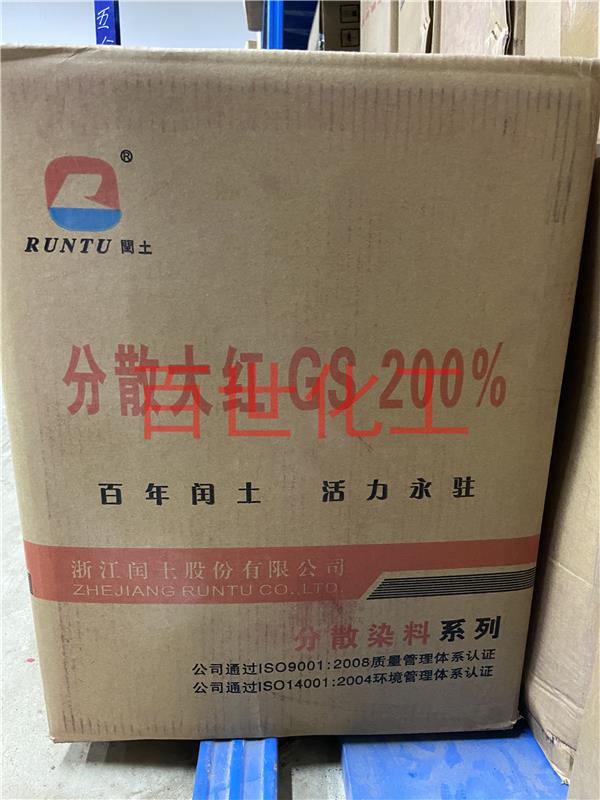 五
®
RUNTU 閏土
分散大红 GS 200%
百世化工
百年闰土 活力永驻
浙江闰土股份有限公司
ZHEJIANG RUNTU CO., LTD.
分散染料系列
公司通过ISO9001:2008质量管理体系认证
公司通过ISO14001:2004环境管理体系认证